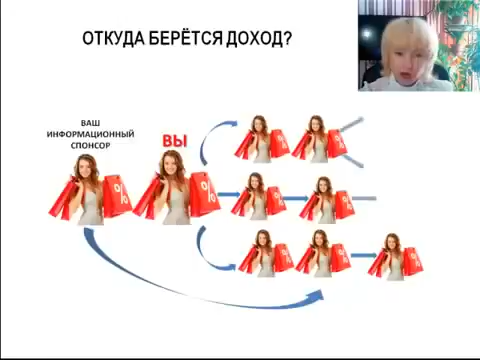 ОТКУДА БЕРЁТСЯ ДОХОД?
ВАШ
ИНФОРМАЦИОННЫЙ
СПОНСОР
ВЫ
%
%